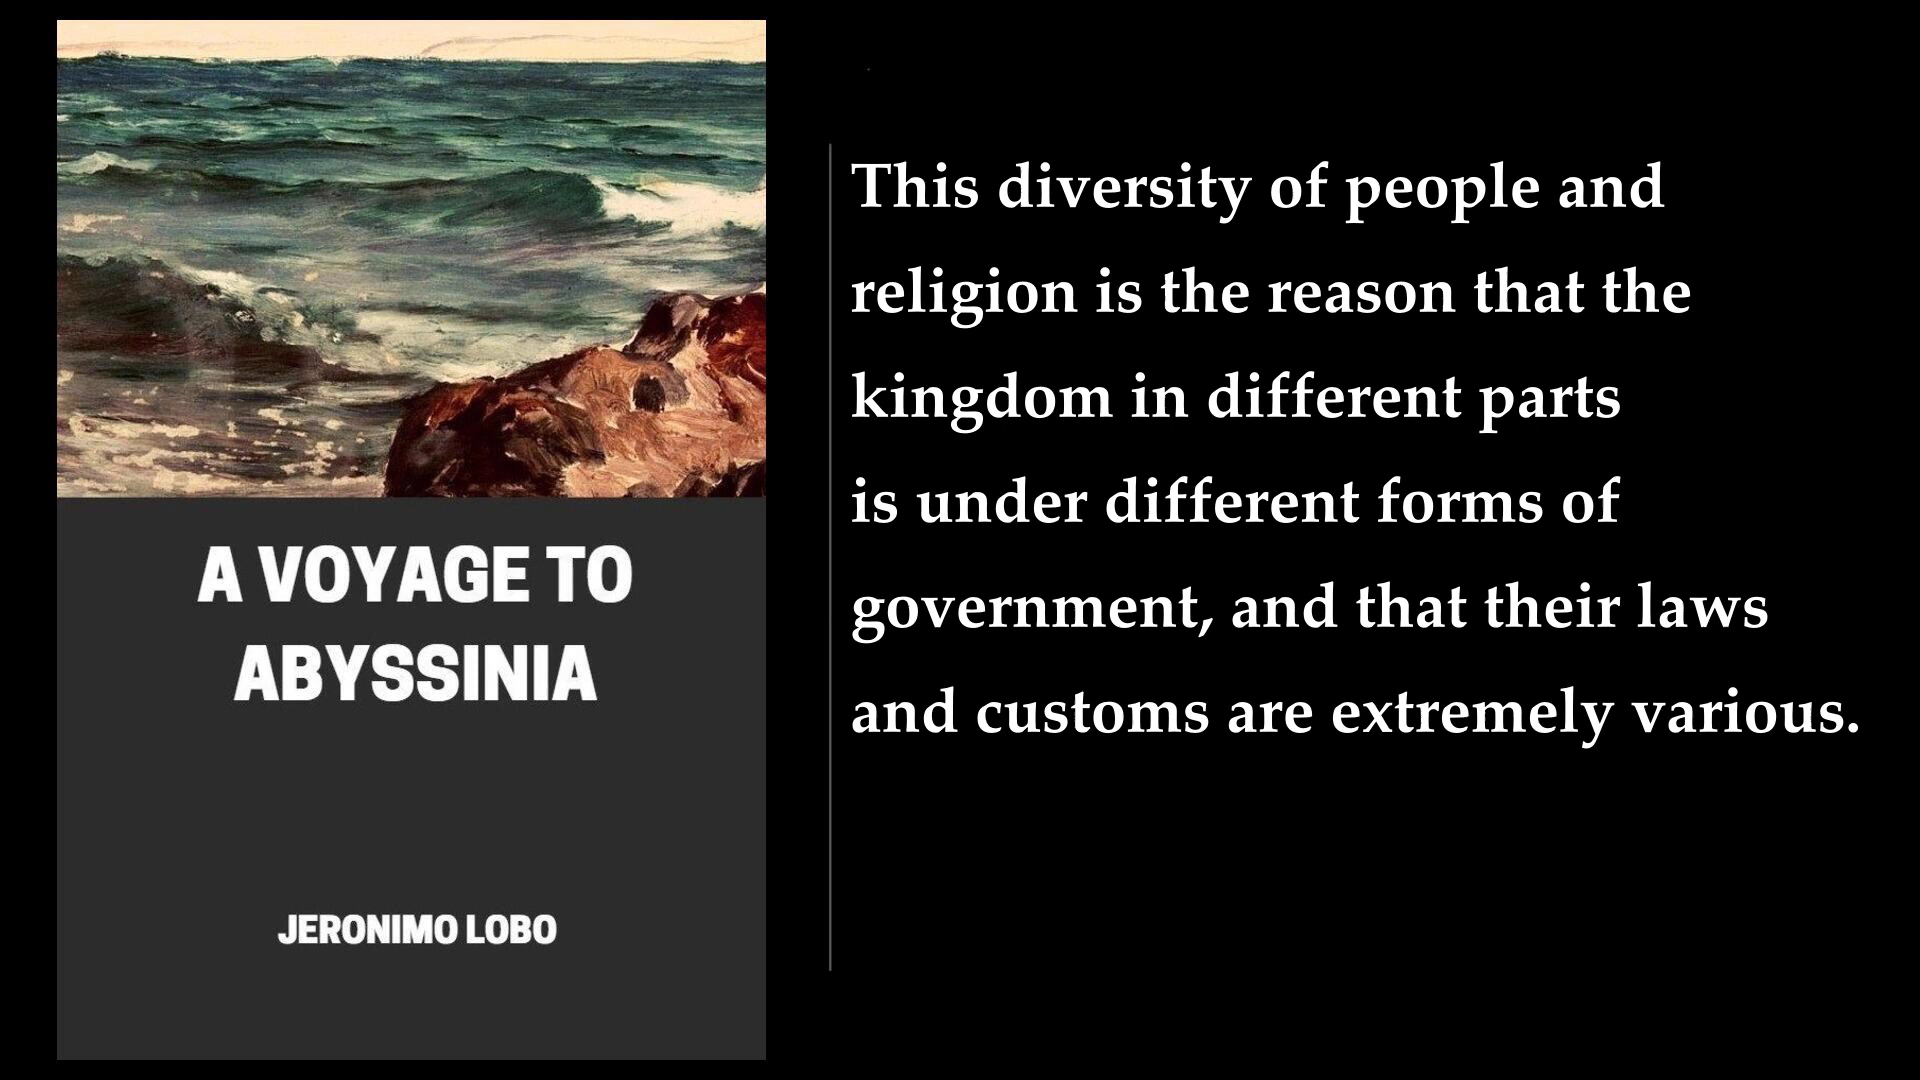 A VOYAGE TO
ABYSSINIA
JERONIMO LOBO
This diversity of people and
religion is the reason that the
kingdom in different parts
is under different forms of
government, and that their laws
and customs are extremely various.